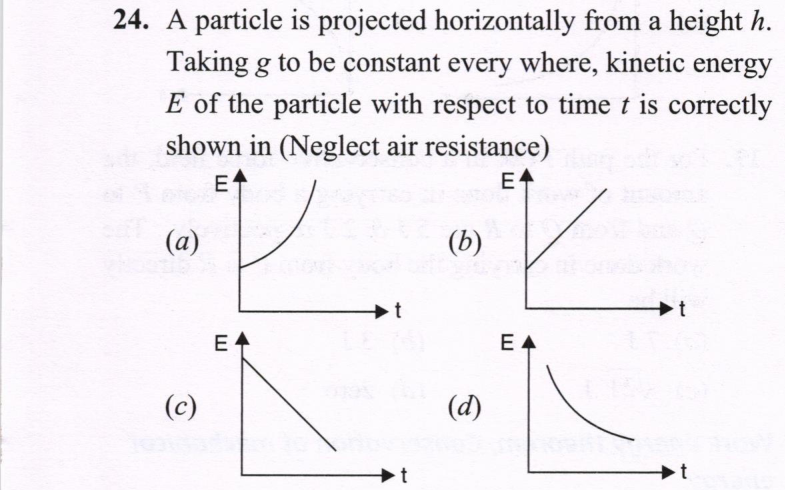 24. A particle is projected horizontally from a height h.
Taking g to be constant every where, kinetic energy
E of the particle with respect to time t is correctly
shown in (Neglect air resistance)
E
(a)
t
E
(b)
t
E
(c)
t
E
(d)
t